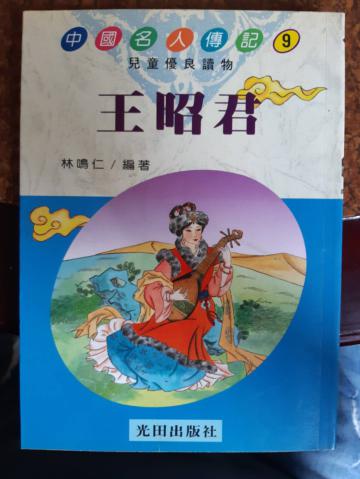 中國名人傳記 9
兒童優良讀物
王昭君
林鳴仁/編著
光田出版社